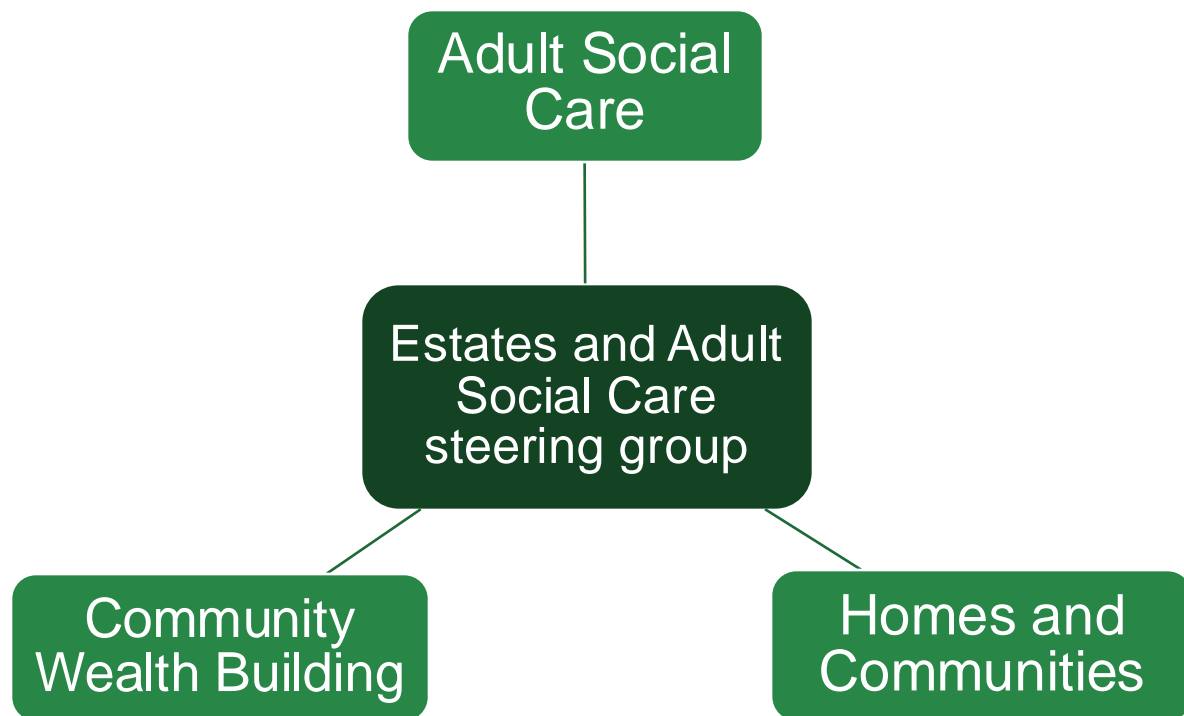 Adult Social
Care
Estates and Adult
Social Care
steering group
Community
Wealth Building
Homes and
Communities